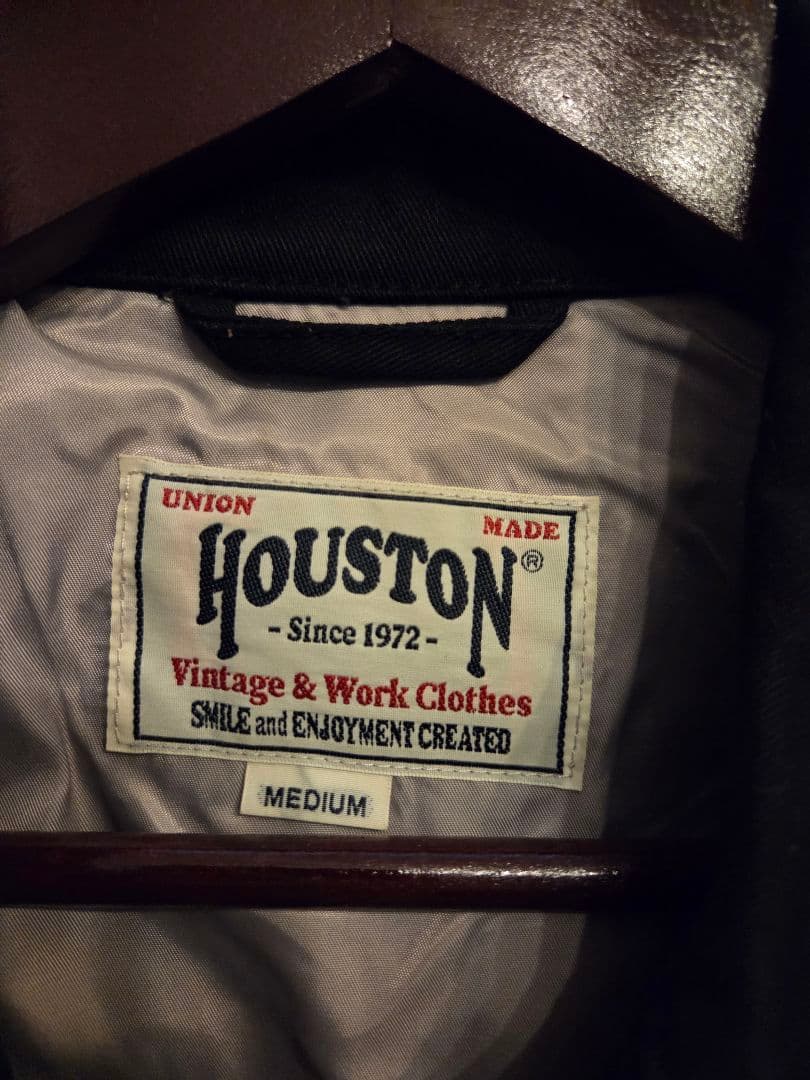 UNION MADE
HOUSTON®
- Since 1972 -
Vintage & Work Clothes
SMILE and ENJOYMENT CREATED
MEDIUM